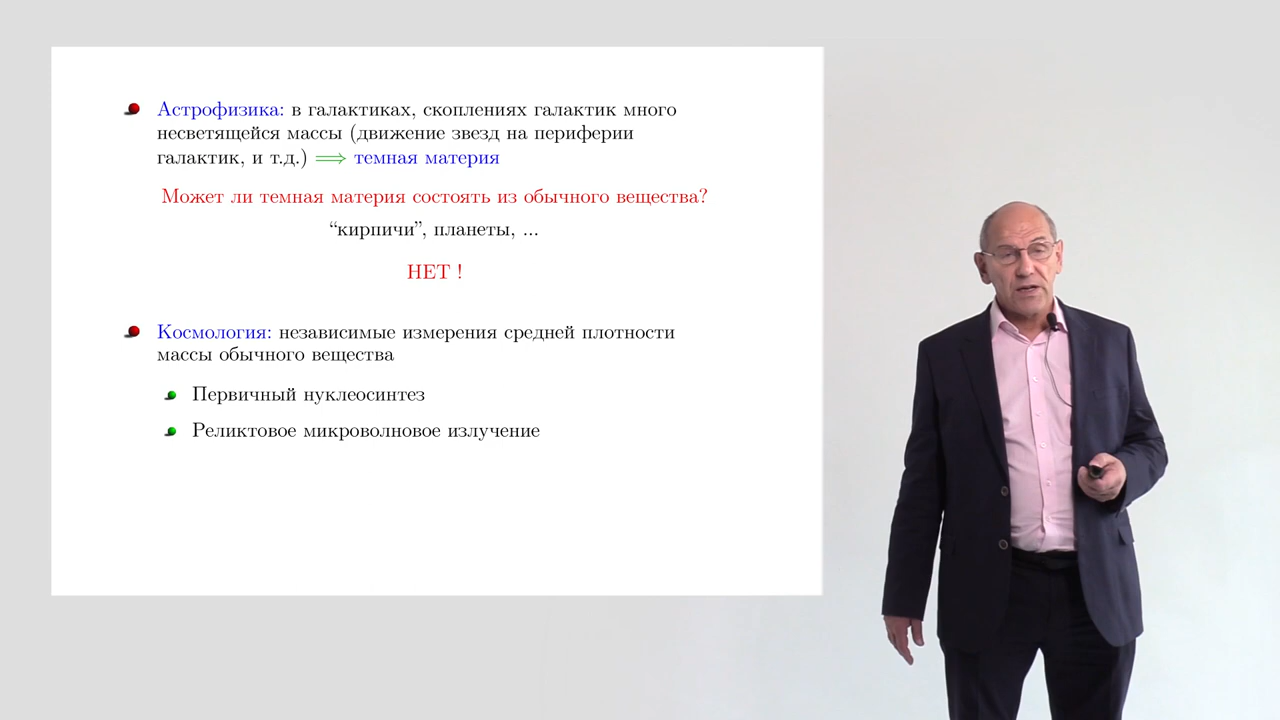 Астрофизика: в галактиках, скоплениях галактик много
несветящейся массы (движение звезд на периферии
галактик, и т.д.) ⟹ темная материя
Может ли темная материя состоять из обычного вещества?
“кирпичи”, планеты, ...
НЕТ !
Космология: независимые измерения средней плотности
массы обычного вещества
Первичный нуклеосинтез
Реликтовое микроволновое излучение